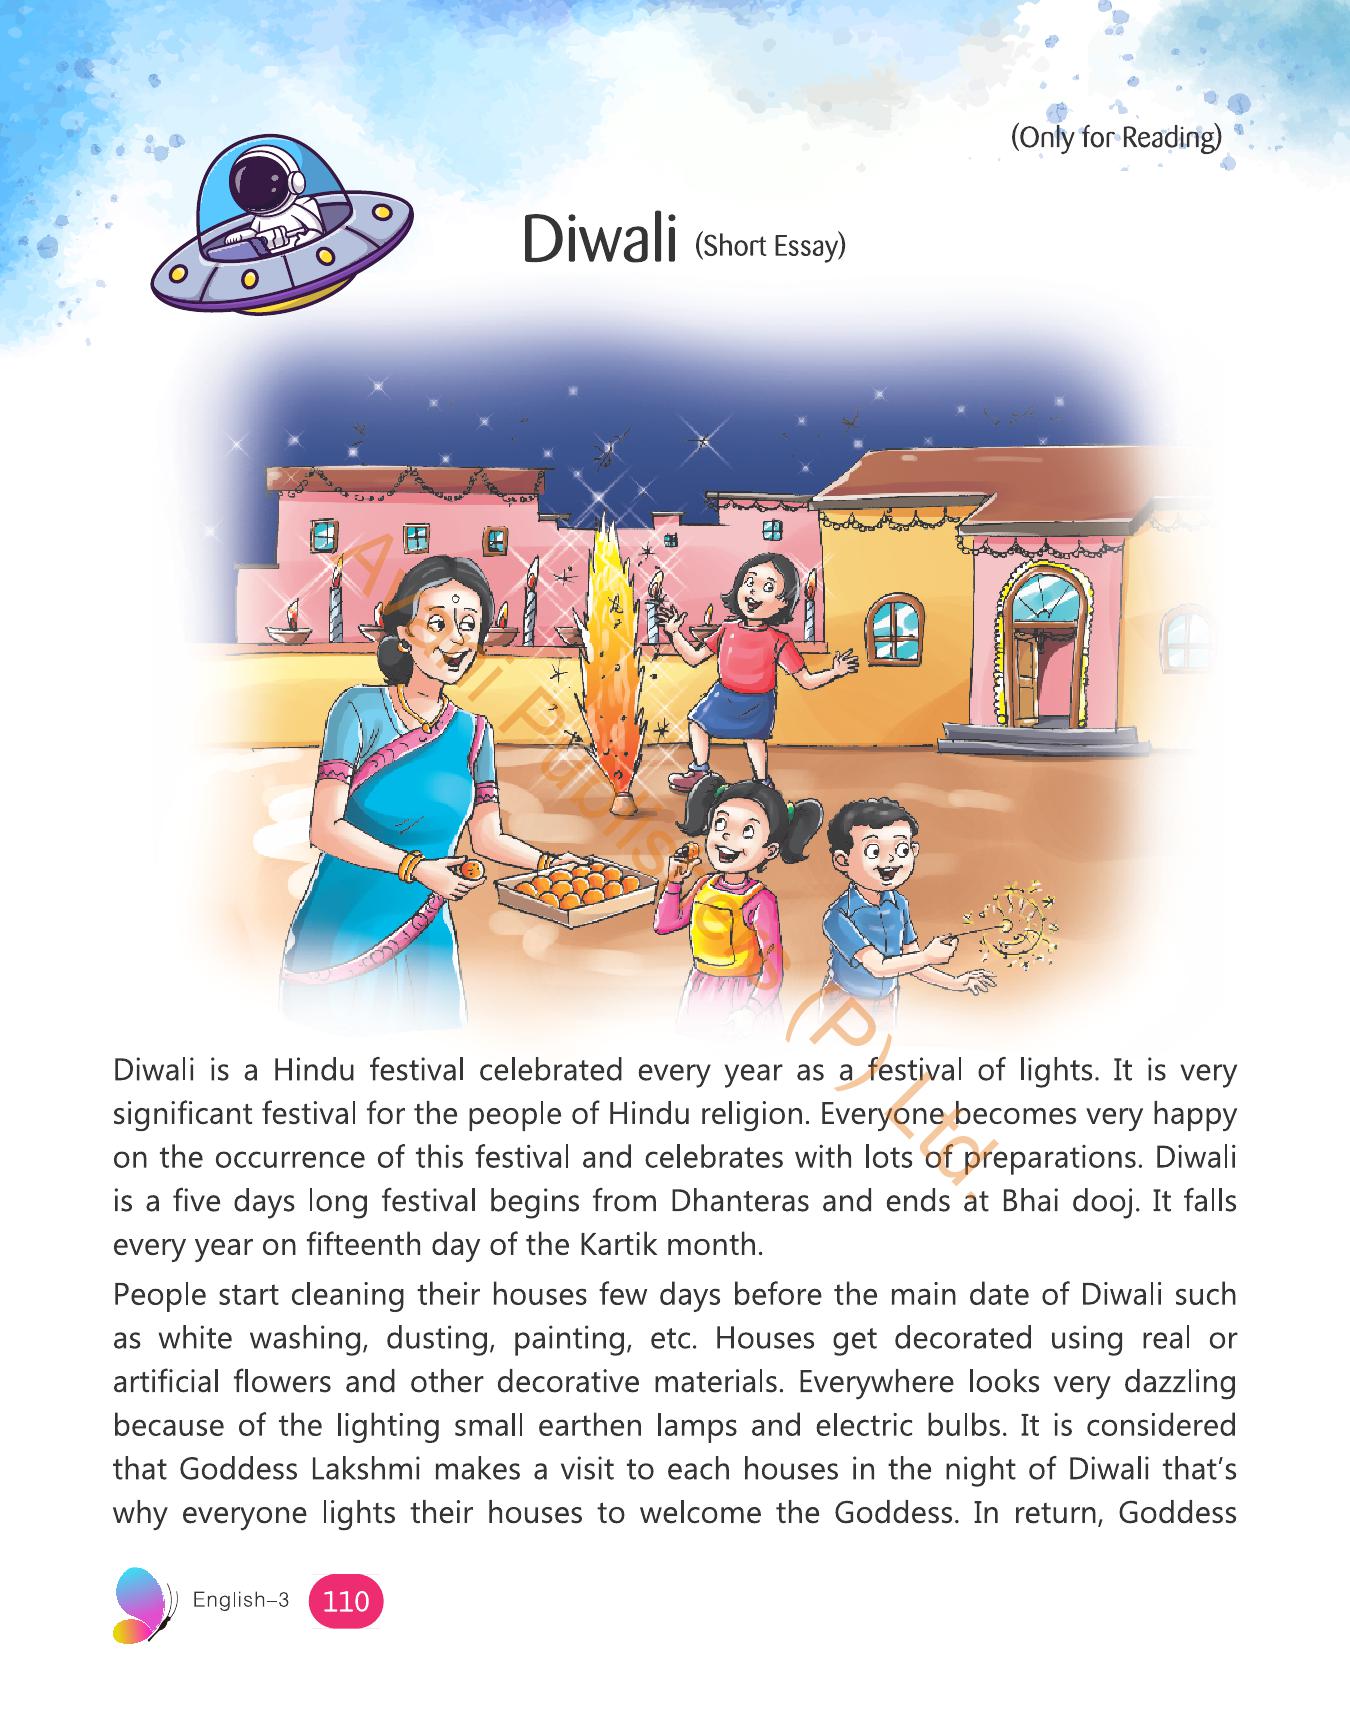 (Only for Reading)
Diwali (Short Essay)
Diwali is a Hindu festival celebrated every year as a festival of lights. It is very
significant festival for the people of Hindu religion. Everyone becomes very happy
on the occurrence of this festival and celebrates with lots of preparations. Diwali
is a five days long festival begins from Dhanteras and ends at Bhai dooj. It falls
every year on fifteenth day of the Kartik month.
People start cleaning their houses few days before the main date of Diwali such
as white washing, dusting, painting, etc. Houses get decorated using real or
artificial flowers and other decorative materials. Everywhere looks very dazzling
because of the lighting small earthen lamps and electric bulbs. It is considered
that Goddess Lakshmi makes a visit to each houses in the night of Diwali that's
why everyone lights their houses to welcome the Goddess. In return, Goddess
English–3 110
(P) Ltd.